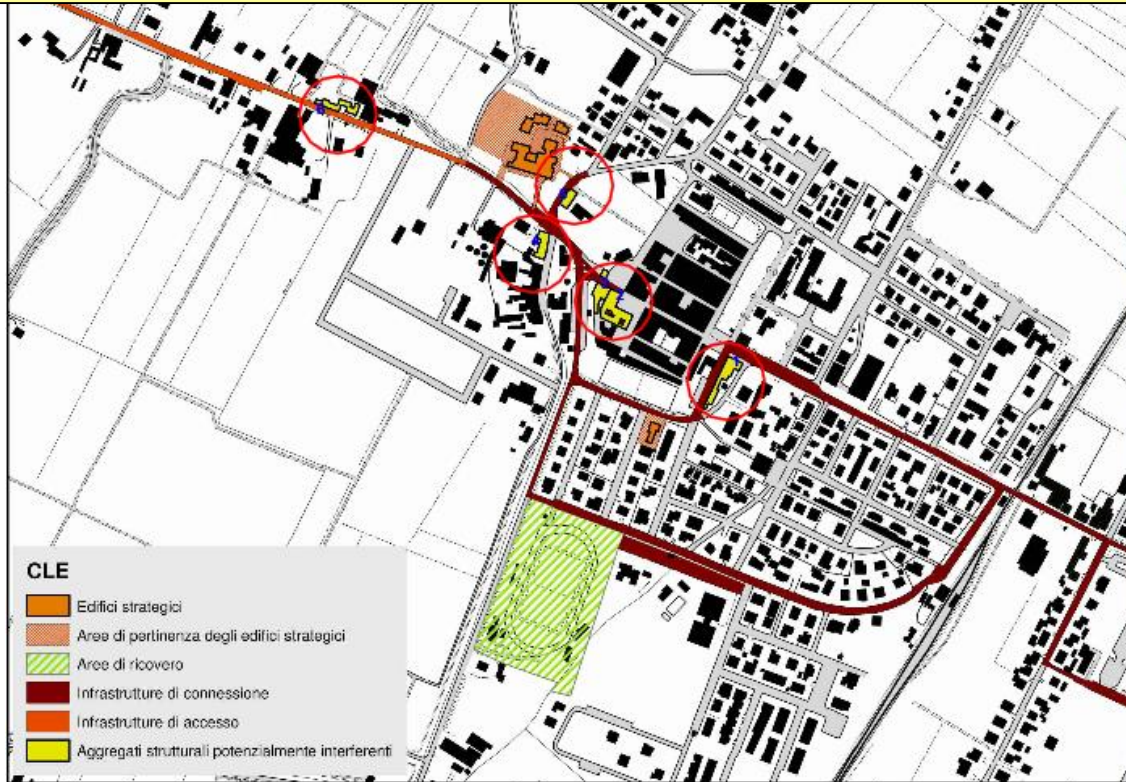 CLE
Edifici strategici
Aree di pertinenza degli edifici strategici
Aree di ricovero
Infrastrutture di connessione
Infrastrutture di accesso
Aggregati strutturali potenzialmente interferenti